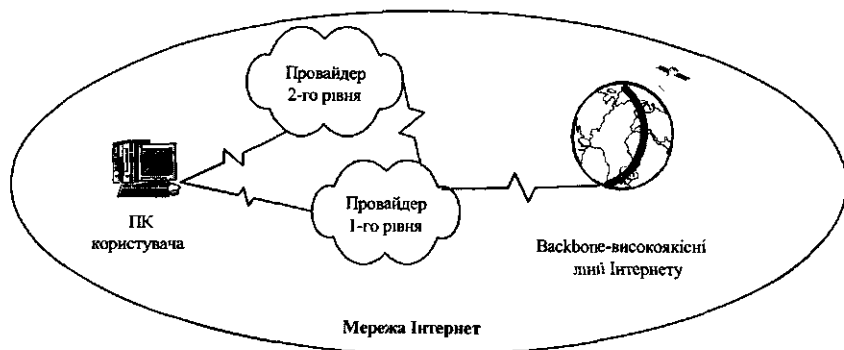 Провайдер
2-го рівня
ПК
користувача
Провайдер
1-го рівня
Backbone-високоякісні
лінії Інтернету
Мережа Інтернет